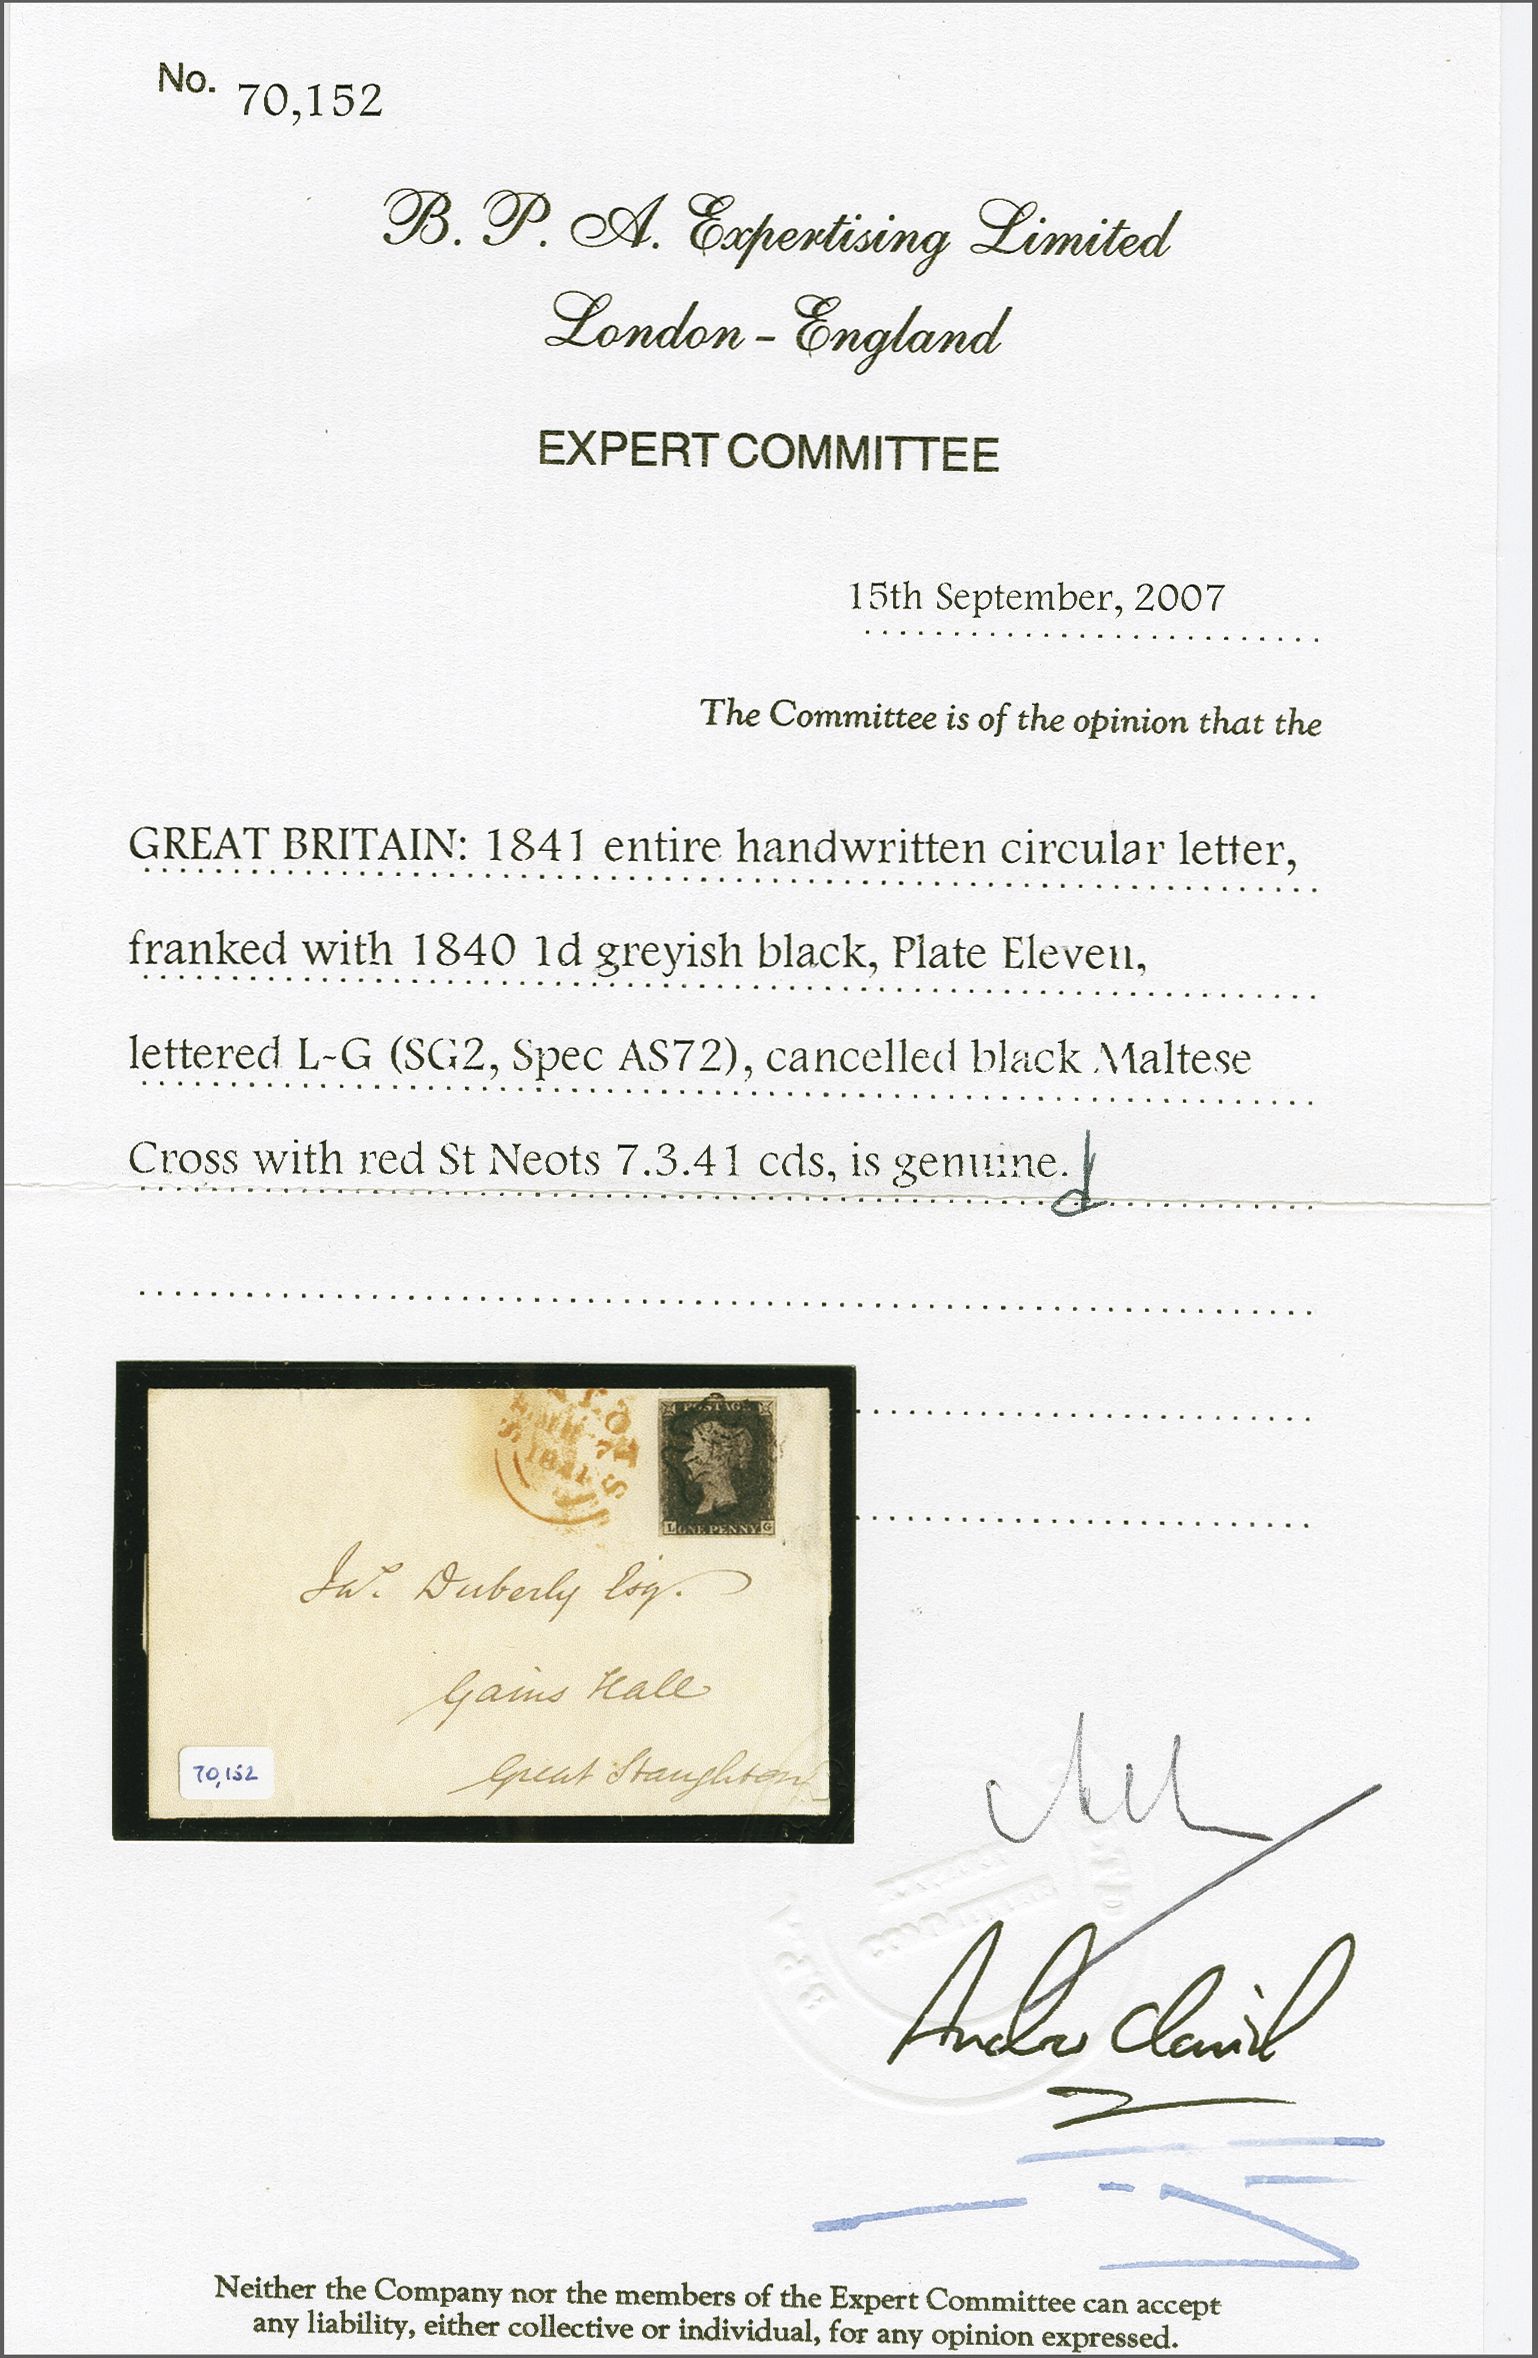 No. 70,152
B. P. A. Expertising Limited
London - England
EXPERT COMMITTEE
15th September, 2007
The Committee is of the opinion that the
GREAT BRITAIN: 1841 entire handwritten circular letter,
franked with 1840 1d greyish black, Plate Eleven,
lettered L-G (SG2, Spec AS72), cancelled black Maltese
Cross with red St Neots 7.3.41 cds, is genuine.
1841
POSTAGE
L ONE PENNY. G
Jas. Duberly Esq.
Gains Hall
Great Staughton
70,152
EXPERT
COMMITTEE
B.P.A.
Neither the Company nor the members of the Expert Committee can accept
any liability, either collective or individual, for any opinion expressed.